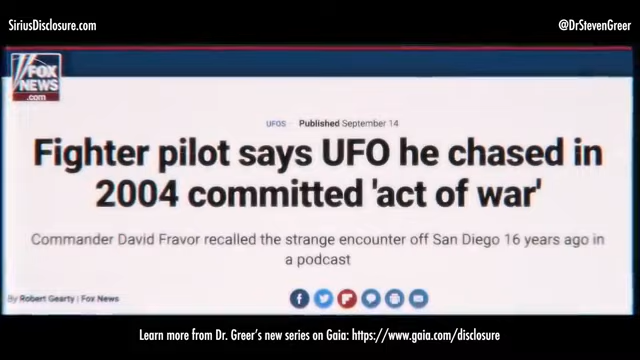 SiriusDisclosure.com
@DrStevenGreer
FOX
NEWS
.com
UFOS Published September 14
Fighter pilot says UFO he chased in
2004 committed 'act of war'
Commander David Fravor recalled the strange encounter off San Diego 16 years ago in
a podcast
By Robert Gearty | Fox News
Learn more from Dr. Greer's new series on Gaia: https://www.gaia.com/disclosure